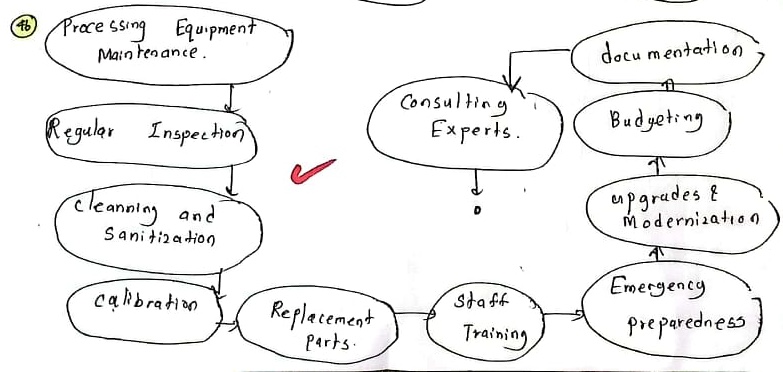 4b
Processing Equipment
Maintenance.
Regular Inspection
Cleanning and
Sanitization
Calibration
Replacement
Parts.
Staff
Training
Emergency
preparedness
upgrades &
Modernization
Budgeting
documentation
Consulting
Experts.